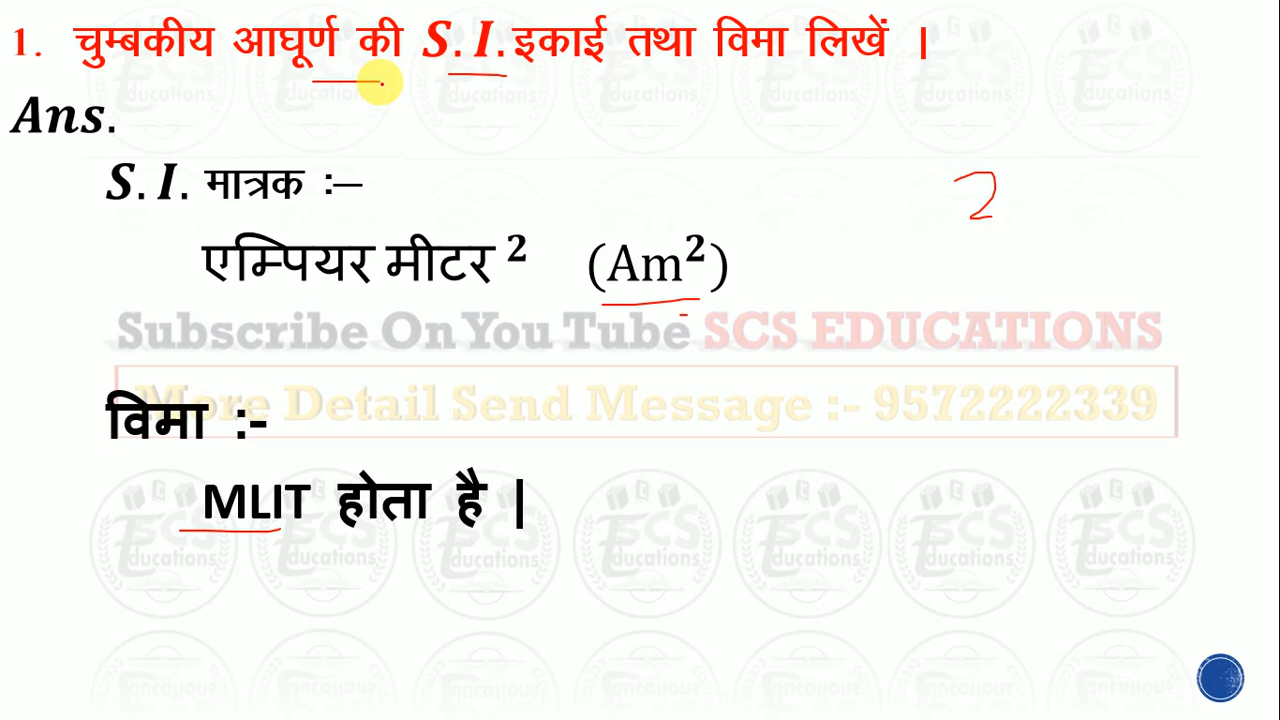 1. चुम्बकीय आघूर्ण की S.I.इकाई तथा विमा लिखें |
Ans.
S.I. मात्रक :–
2
एम्पियर मीटर ² (Am²)
Subscribe On You Tube SCS EDUCATIONS
More Detail Send Message :- 9572222339
विमा :-
MLIT होता है |